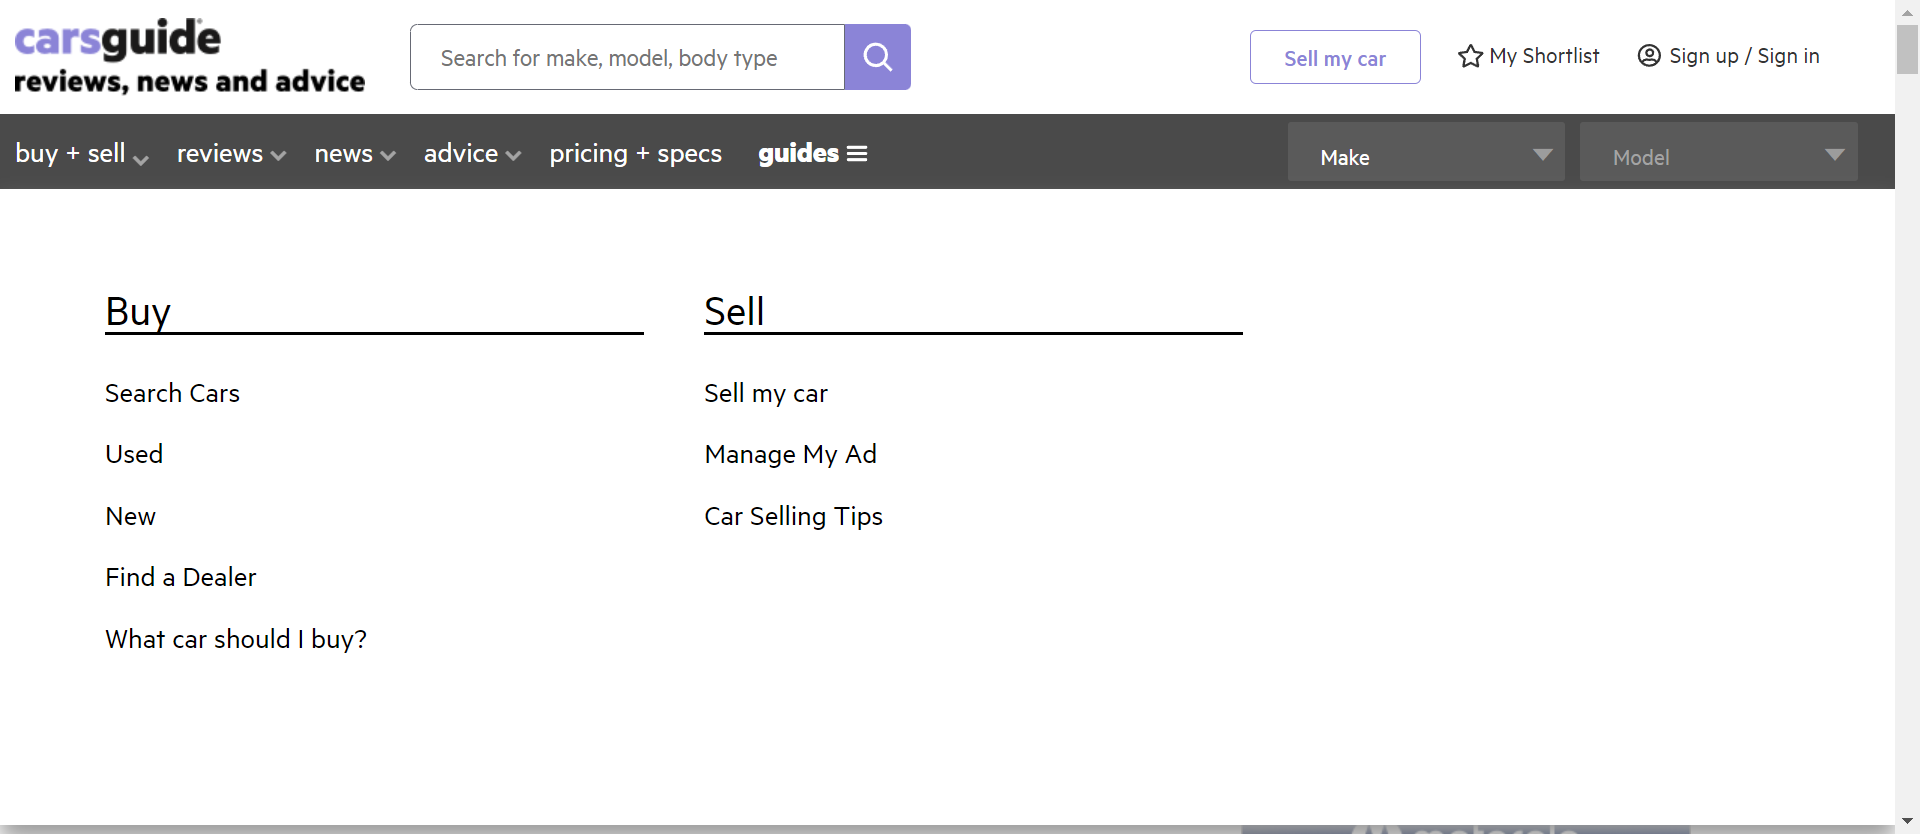 carsguide
reviews, news and advice
Search for make, model, body type
Sell my car
My Shortlist
Sign up / Sign in
buy + sell
reviews
news
advice
pricing + specs
guides
Make
Model
Buy
Search Cars
Used
New
Find a Dealer
What car should I buy?
Sell
Sell my car
Manage My Ad
Car Selling Tips